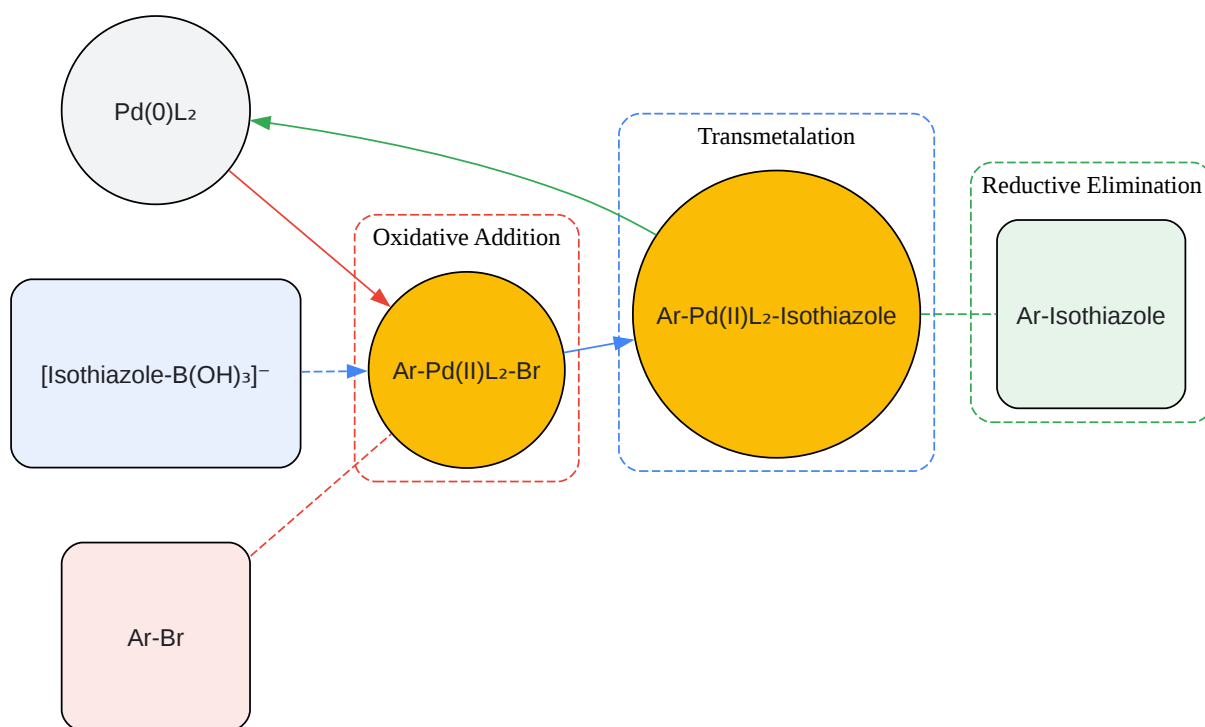 Pd(0)L₂
Transmetalation
Reductive Elimination
Oxidative Addition
Ar-Pd(II)L₂-Isothiazole
Ar-Isothiazole
[Isothiazole-B(OH)₃]⁻
Ar-Pd(II)L₂-Br
Ar-Br